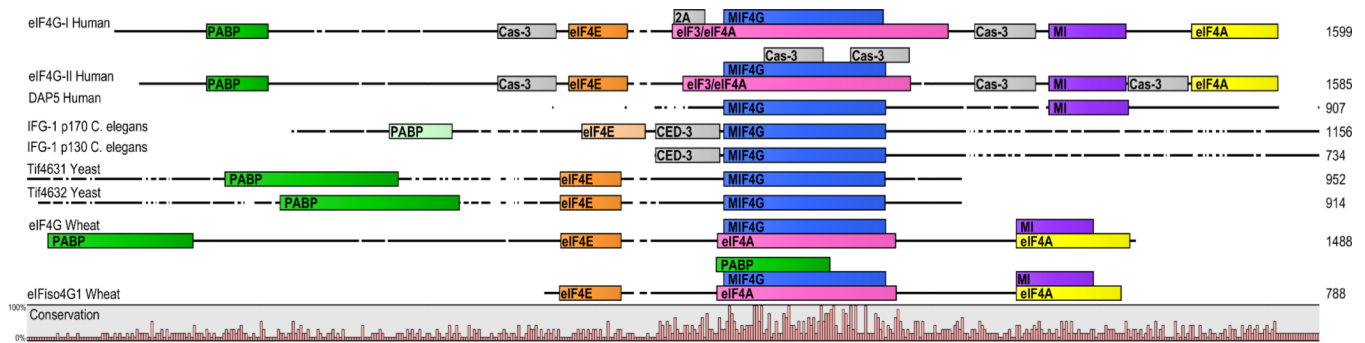 2A MIF4G
eIF4G-I Human
PABP Cas-3 eIF4E eIF3/eIF4A Cas-3 MI eIF4A 1599
Cas-3 Cas-3
eIF4G-II Human MIF4G
PABP Cas-3 eIF4E eIF3/eIF4A Cas-3 MI Cas-3 eIF4A 1585
DAP5 Human MIF4G MI 907
IFG-1 p170 C. elegans PABP eIF4E CED-3 MIF4G 1156
IFG-1 p130 C. elegans CED-3 MIF4G 734
Tif4631 Yeast PABP eIF4E MIF4G 952
Tif4632 Yeast PABP eIF4E MIF4G 914
eIF4G Wheat MIF4G MI
PABP eIF4E eIF4A eIF4A 1488
PABP
MIF4G MI
eIFiso4G1 Wheat eIF4E eIF4A eIF4A 788
100% Conservation
0%